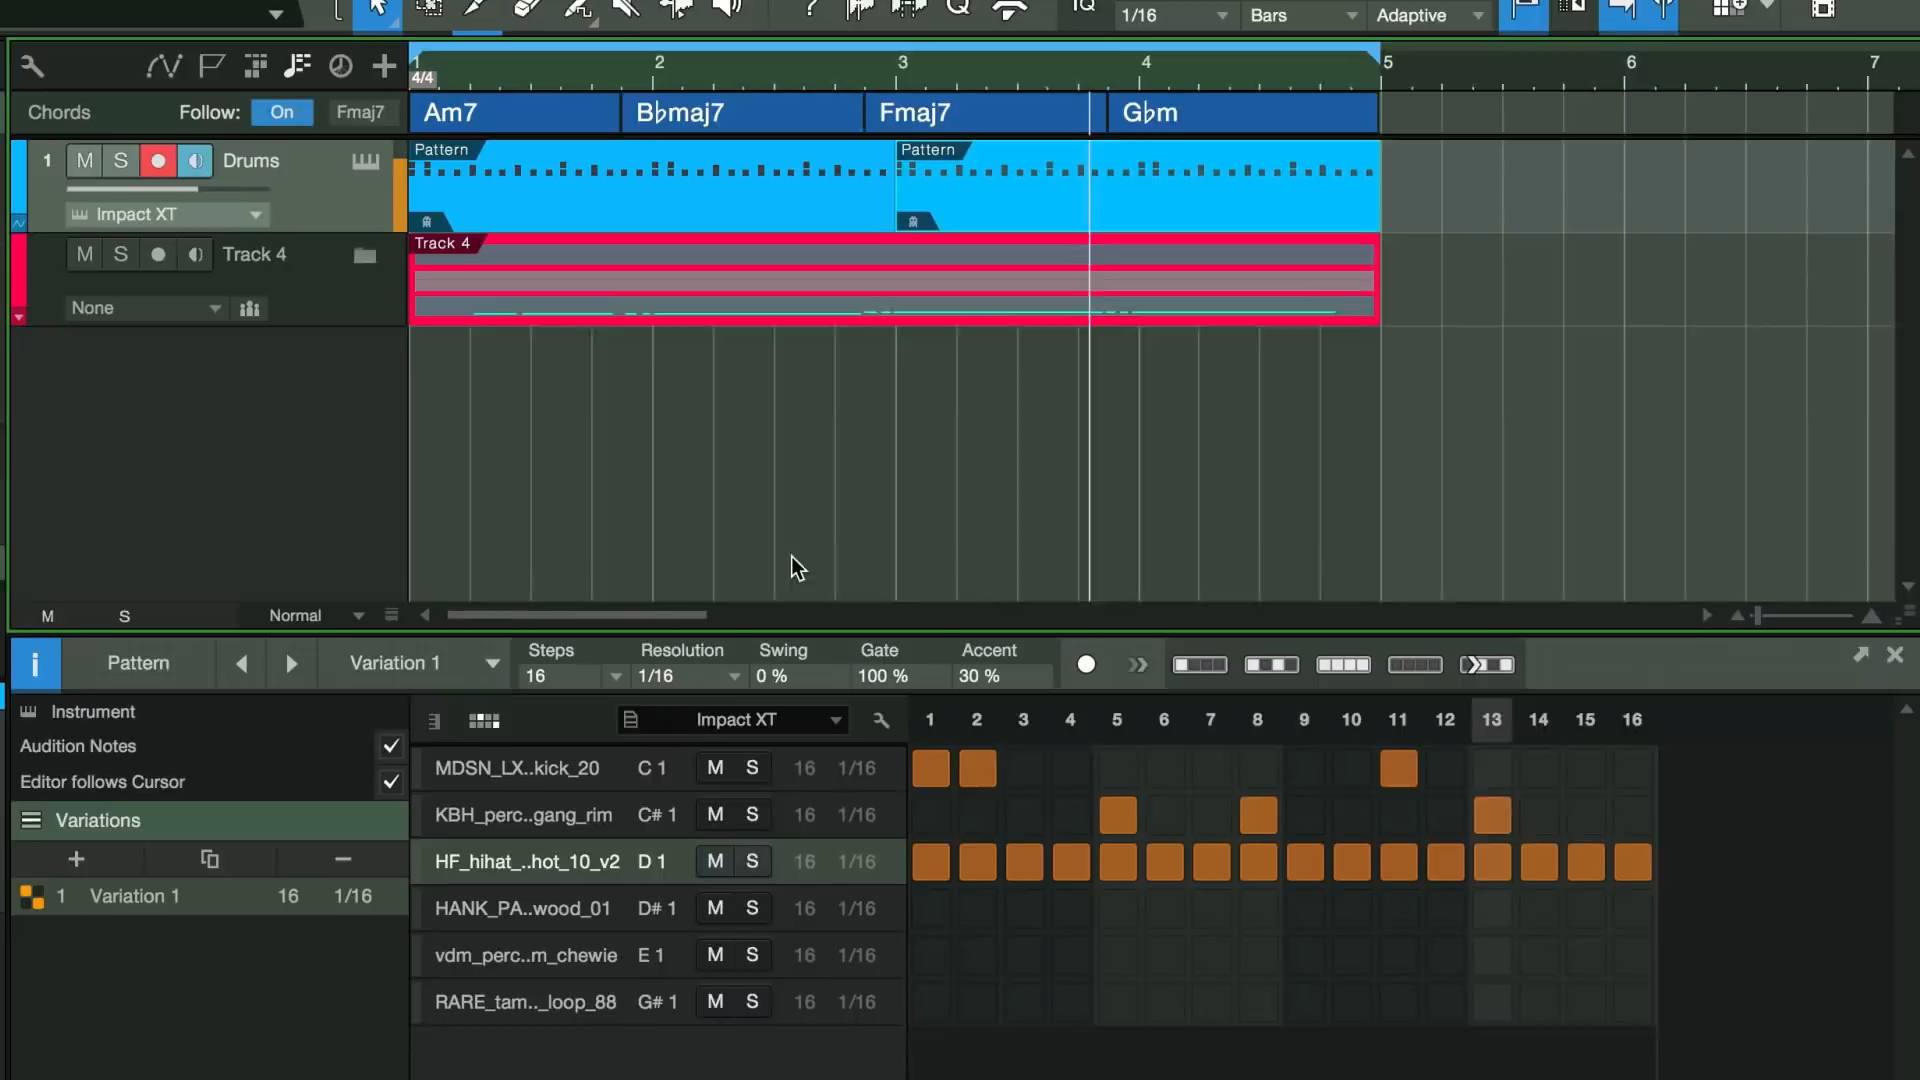 IQ 1/16 Bars Adaptive
1 2 3 4 5 6 7
4/4
Chords Follow: On Fmaj7 Am7 B♭maj7 Fmaj7 G♭m
Pattern Pattern
1 M S Drums
Impact XT
Track 4
M S Track 4
None
M S Normal
i Pattern Variation 1
Steps Resolution Swing Gate Accent
16 1/16 0 % 100 % 30 %
Instrument
Audition Notes
Editor follows Cursor
Variations
+ −
1 Variation 1 16 1/16
Impact XT 1 2 3 4 5 6 7 8 9 10 11 12 13 14 15 16
MDSN_LX..kick_20 C 1 M S 16 1/16
KBH_perc..gang_rim C# 1 M S 16 1/16
HF_hihat_..hot_10_v2 D 1 M S 16 1/16
HANK_PA..wood_01 D# 1 M S 16 1/16
vdm_perc..m_chewie E 1 M S 16 1/16
RARE_tam.._loop_88 G# 1 M S 16 1/16